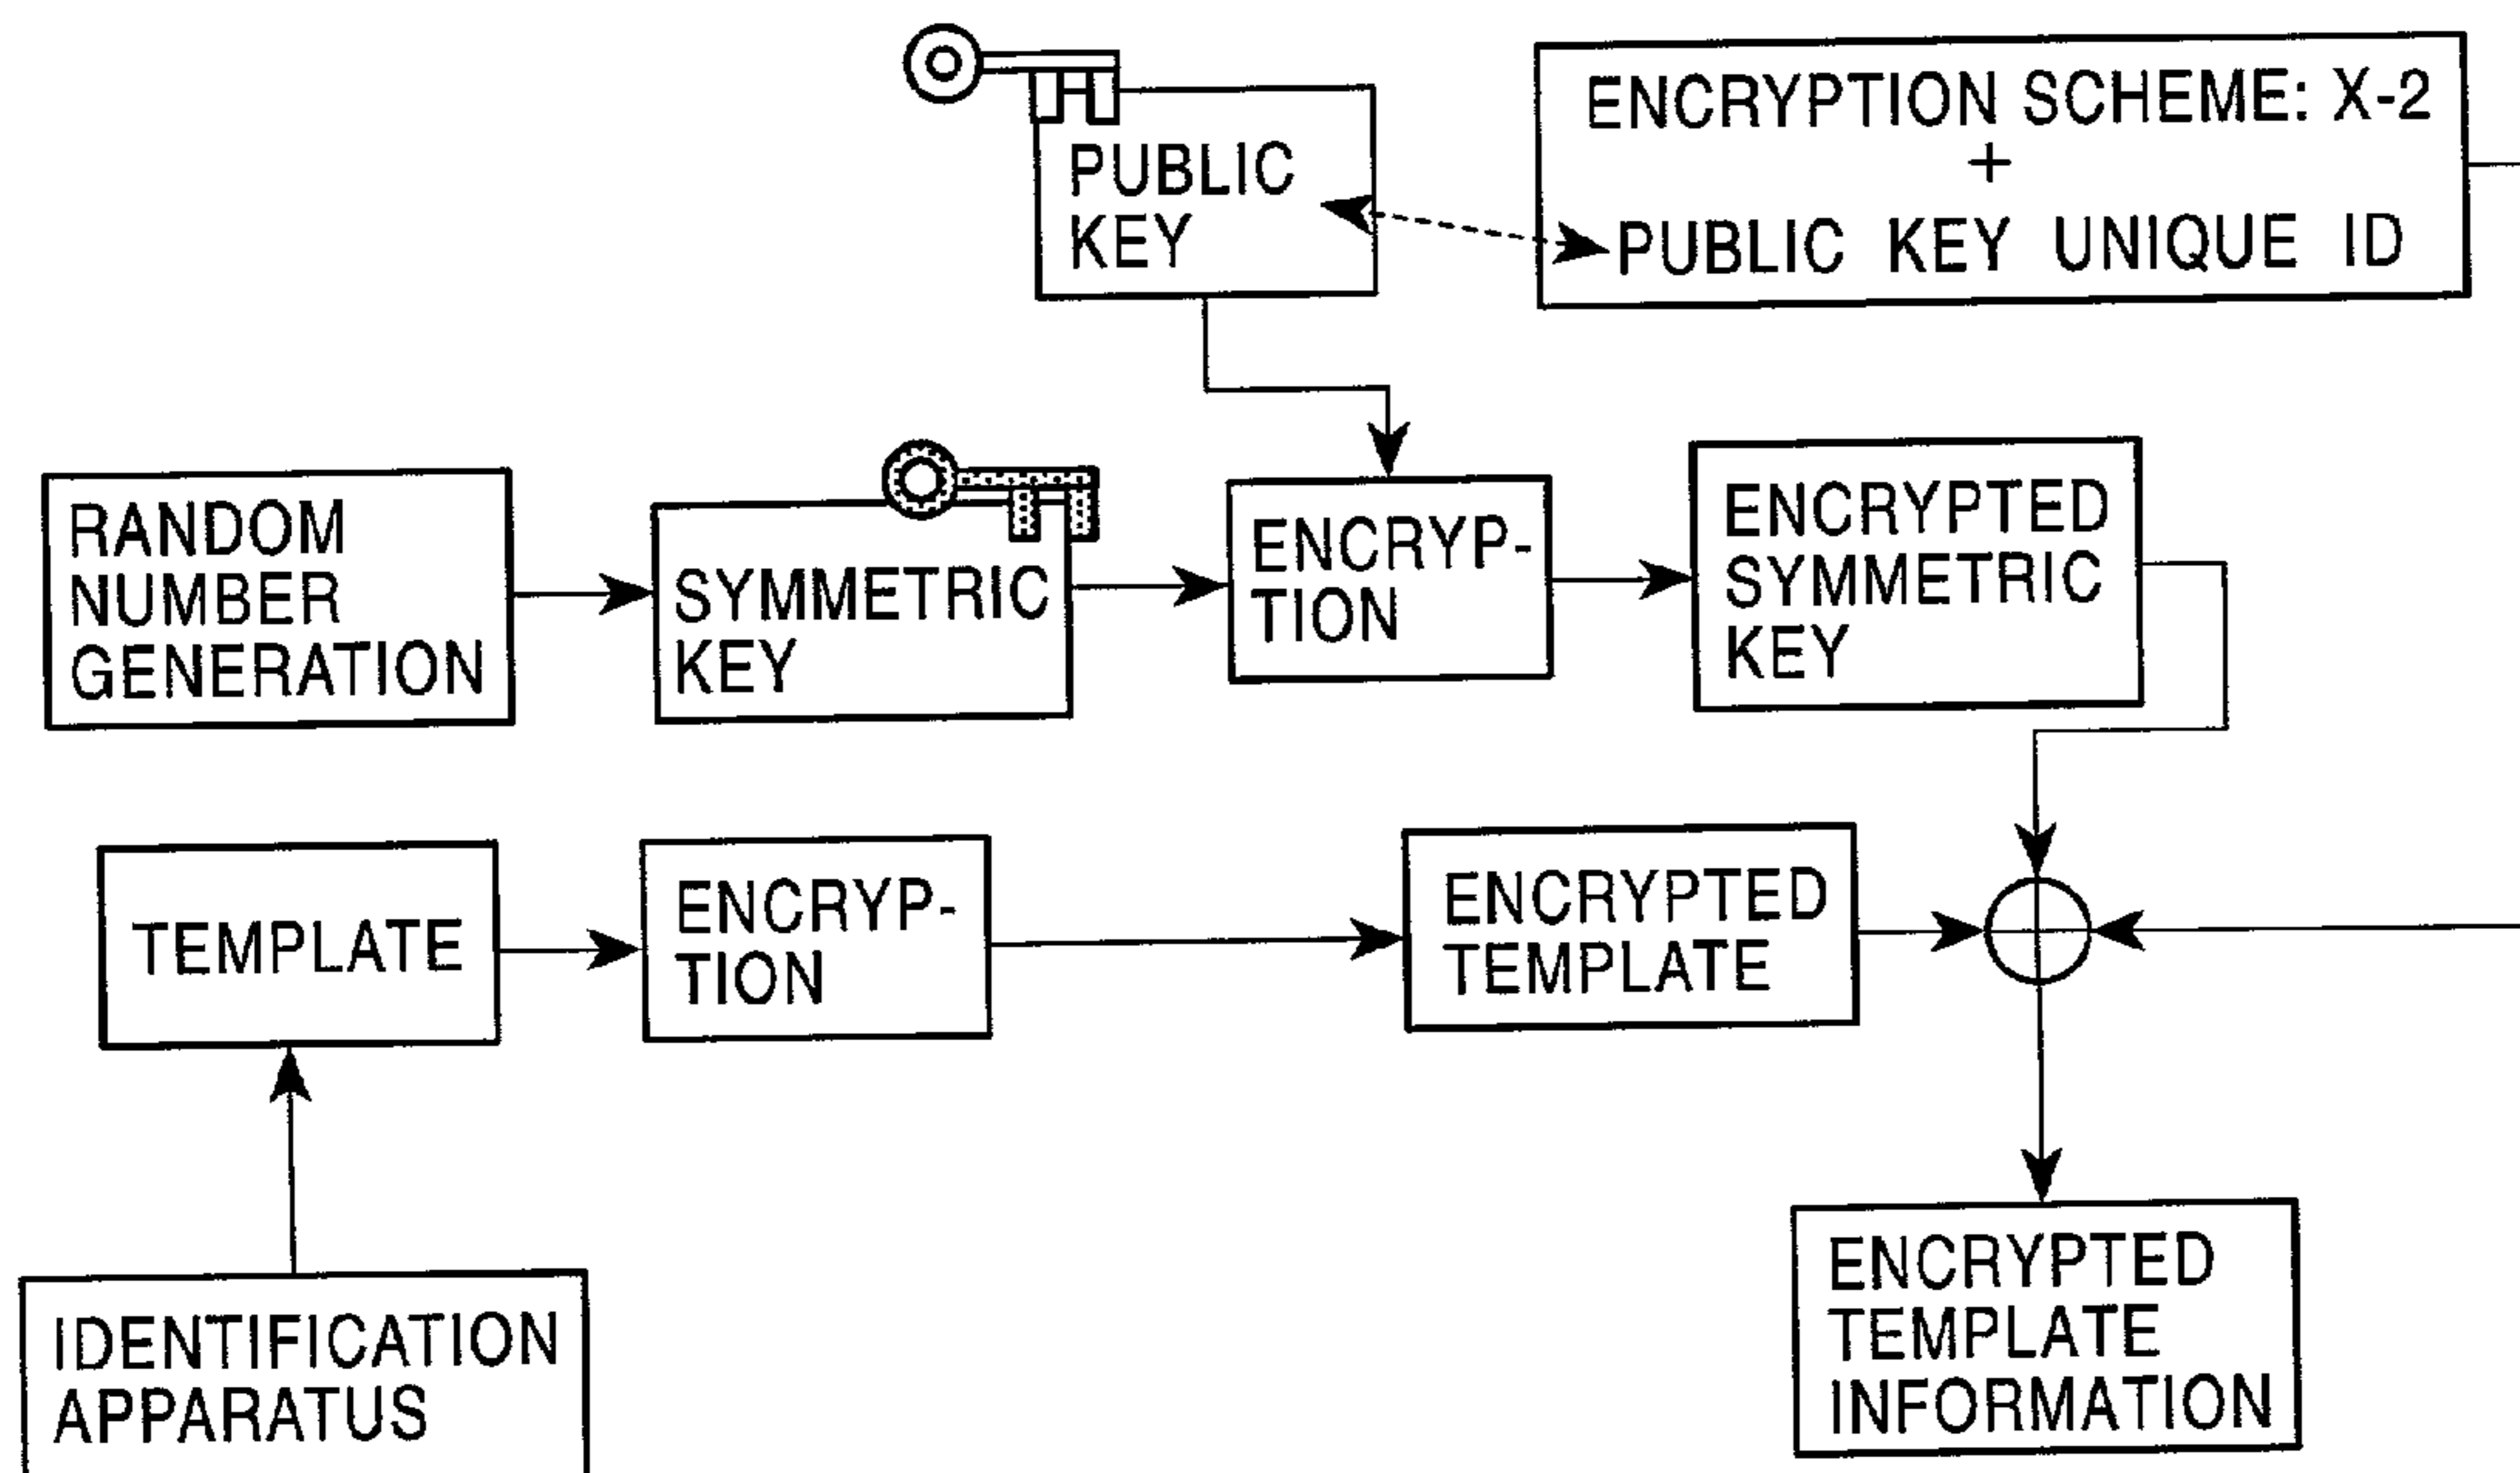 ENCRYPTION SCHEME: X-2
+
PUBLIC KEY UNIQUE ID
PUBLIC
KEY
RANDOM
NUMBER
GENERATION
SYMMETRIC
KEY
ENCRYP-
TION
ENCRYPTED
SYMMETRIC
KEY
TEMPLATE
ENCRYP-
TION
ENCRYPTED
TEMPLATE
IDENTIFICATION
APPARATUS
ENCRYPTED
TEMPLATE
INFORMATION